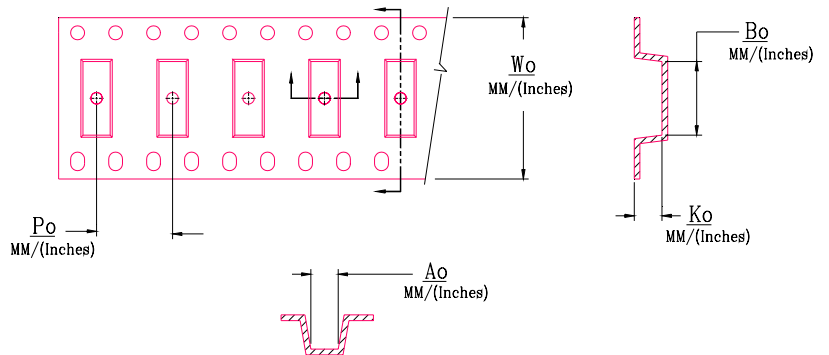 Wo
MM/(Inches)
Bo
MM/(Inches)
Po
MM/(Inches)
Ko
MM/(Inches)
Ao
MM/(Inches)